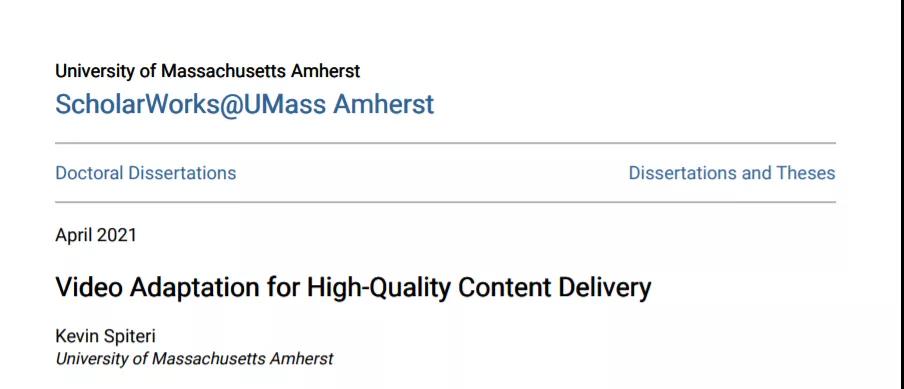 University of Massachusetts Amherst
ScholarWorks@UMass Amherst
Doctoral Dissertations
Dissertations and Theses
April 2021
Video Adaptation for High-Quality Content Delivery
Kevin Spiteri
University of Massachusetts Amherst